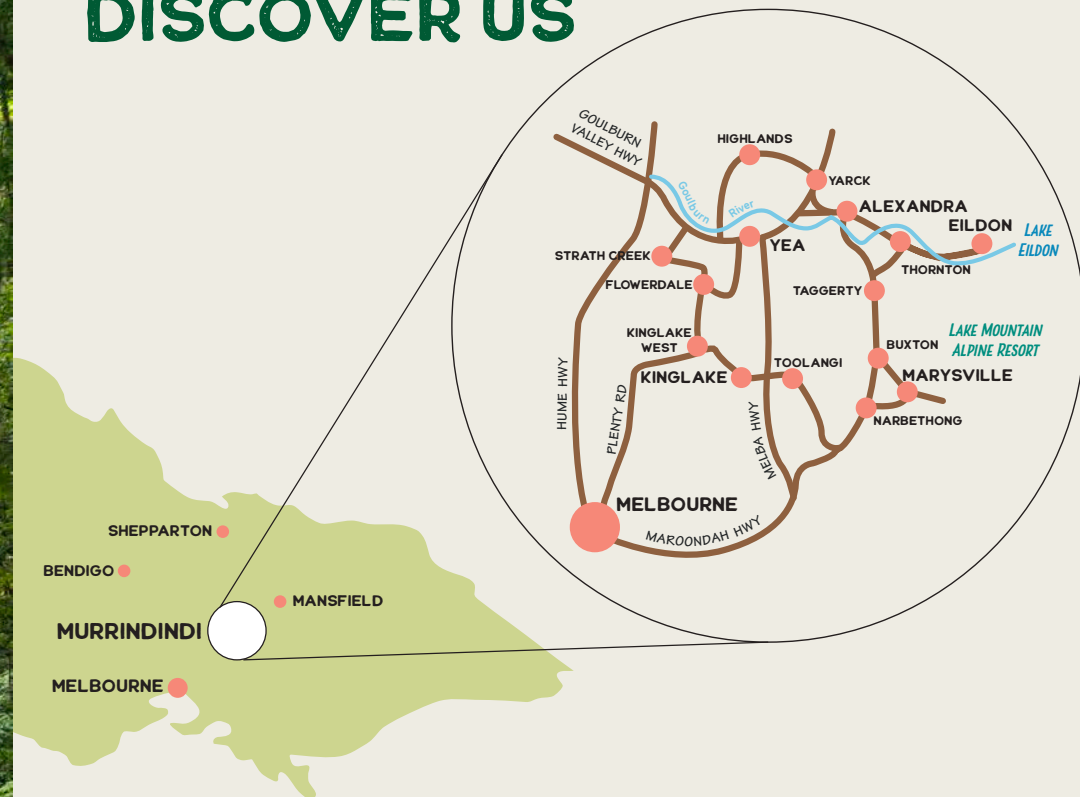 DISCOVER US
GOULBURN
VALLEY HWY
HIGHLANDS
YARCK
Goulburn
River
ALEXANDRA
EILDON
LAKE
EILDON
YEA
STRATH CREEK
THORNTON
FLOWERDALE
TAGGERTY
KINGLAKE
WEST
LAKE MOUNTAIN
ALPINE RESORT
BUXTON
TOOLANGI
KINGLAKE
MARYSVILLE
HUME HWY
PLENTY RD
MELBA HWY
NARBETHONG
MELBOURNE
MAROONDAH HWY
SHEPPARTON
BENDIGO
MANSFIELD
MURRINDINDI
MELBOURNE